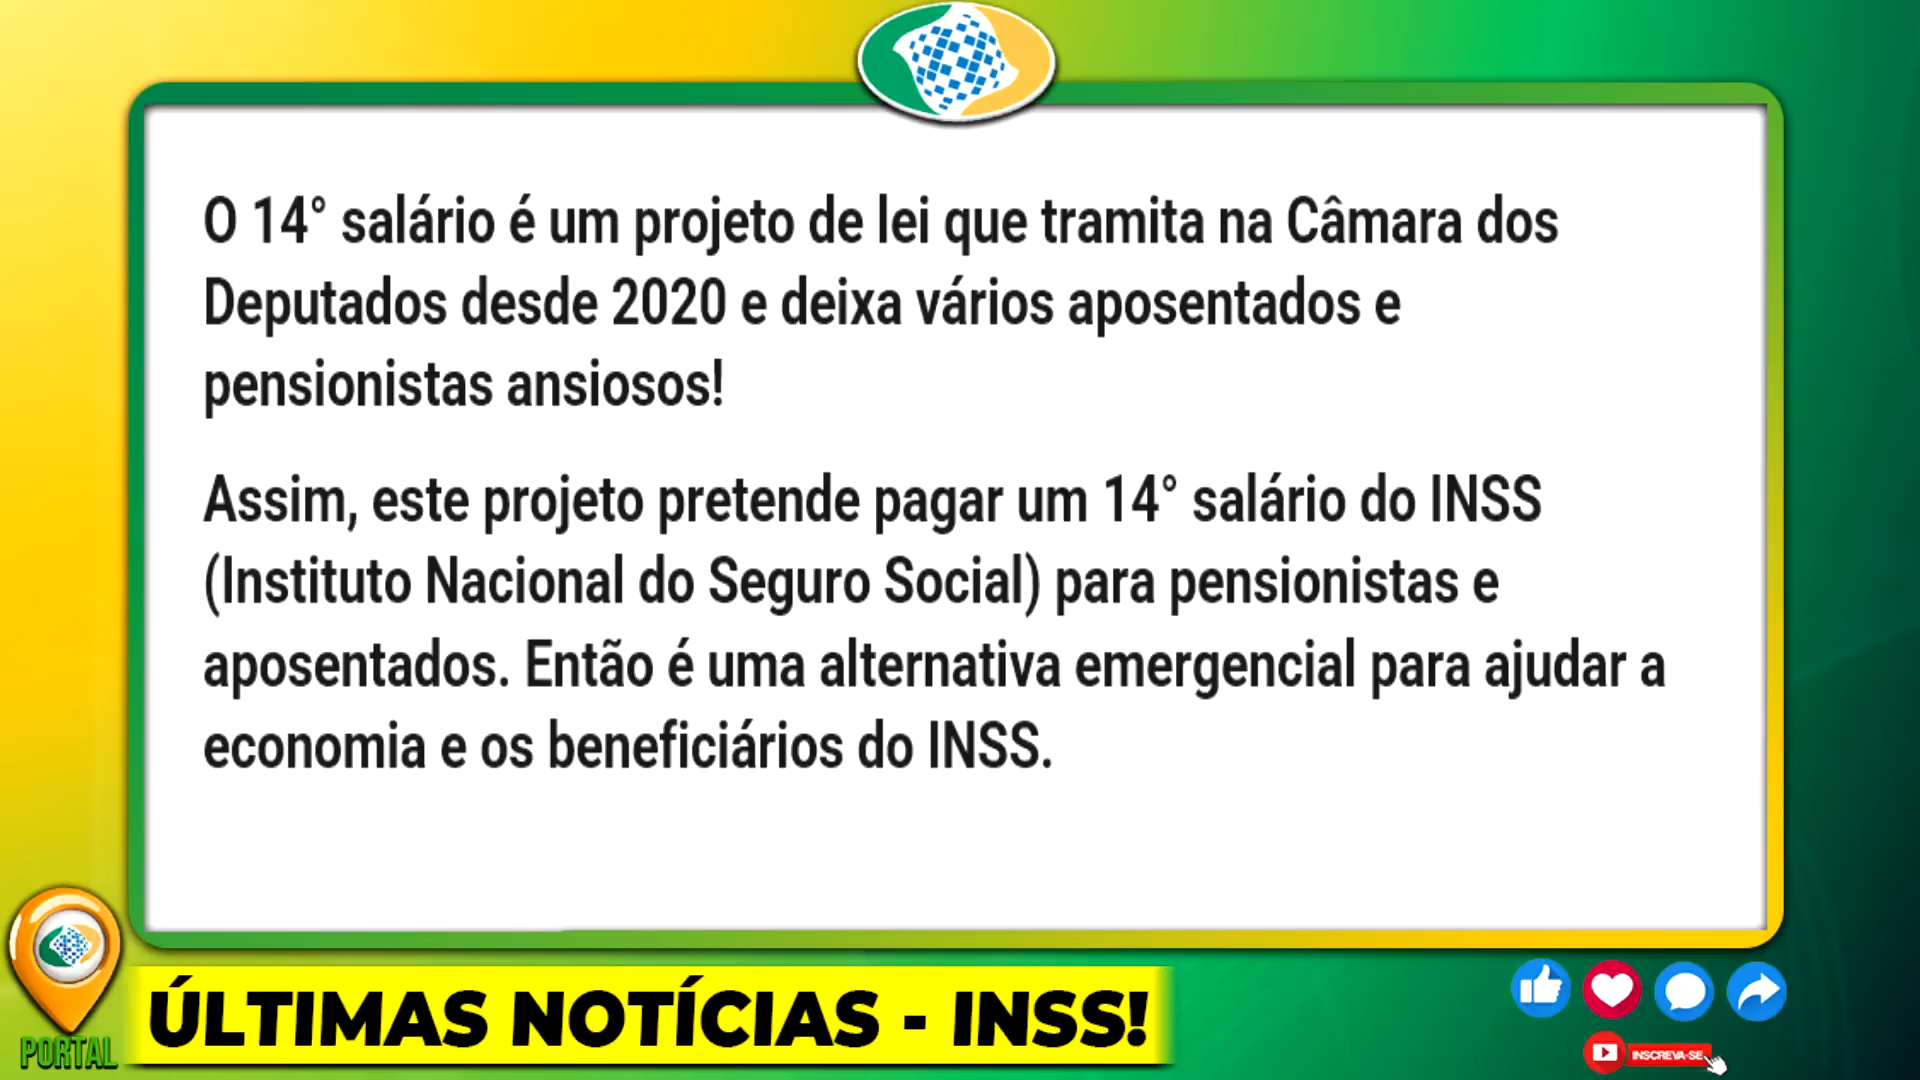 O 14° salário é um projeto de lei que tramita na Câmara dos
Deputados desde 2020 e deixa vários aposentados e
pensionistas ansiosos!
Assim, este projeto pretende pagar um 14° salário do INSS
(Instituto Nacional do Seguro Social) para pensionistas e
aposentados. Então é uma alternativa emergencial para ajudar a
economia e os beneficiários do INSS.
ÚLTIMAS NOTÍCIAS - INSS!
PORTAL
INSCREVA-SE